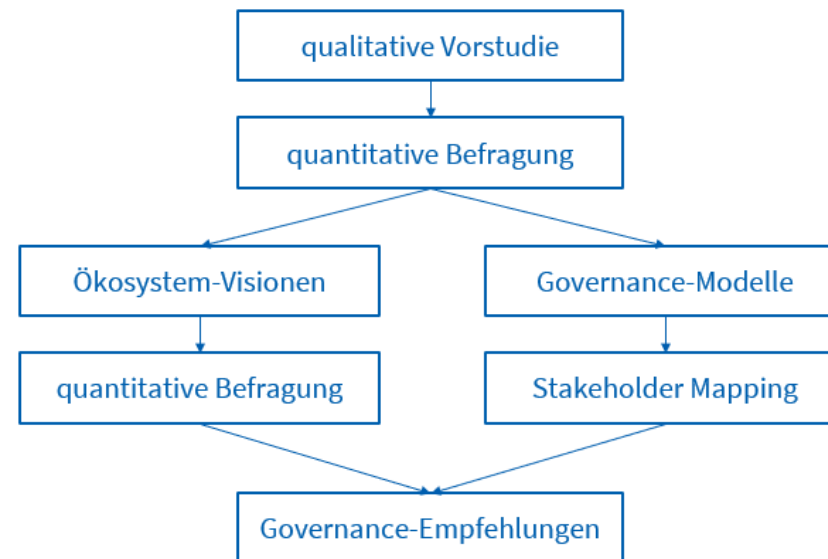 qualitative Vorstudie
quantitative Befragung
Ökosystem-Visionen
Governance-Modelle
quantitative Befragung
Stakeholder Mapping
Governance-Empfehlungen